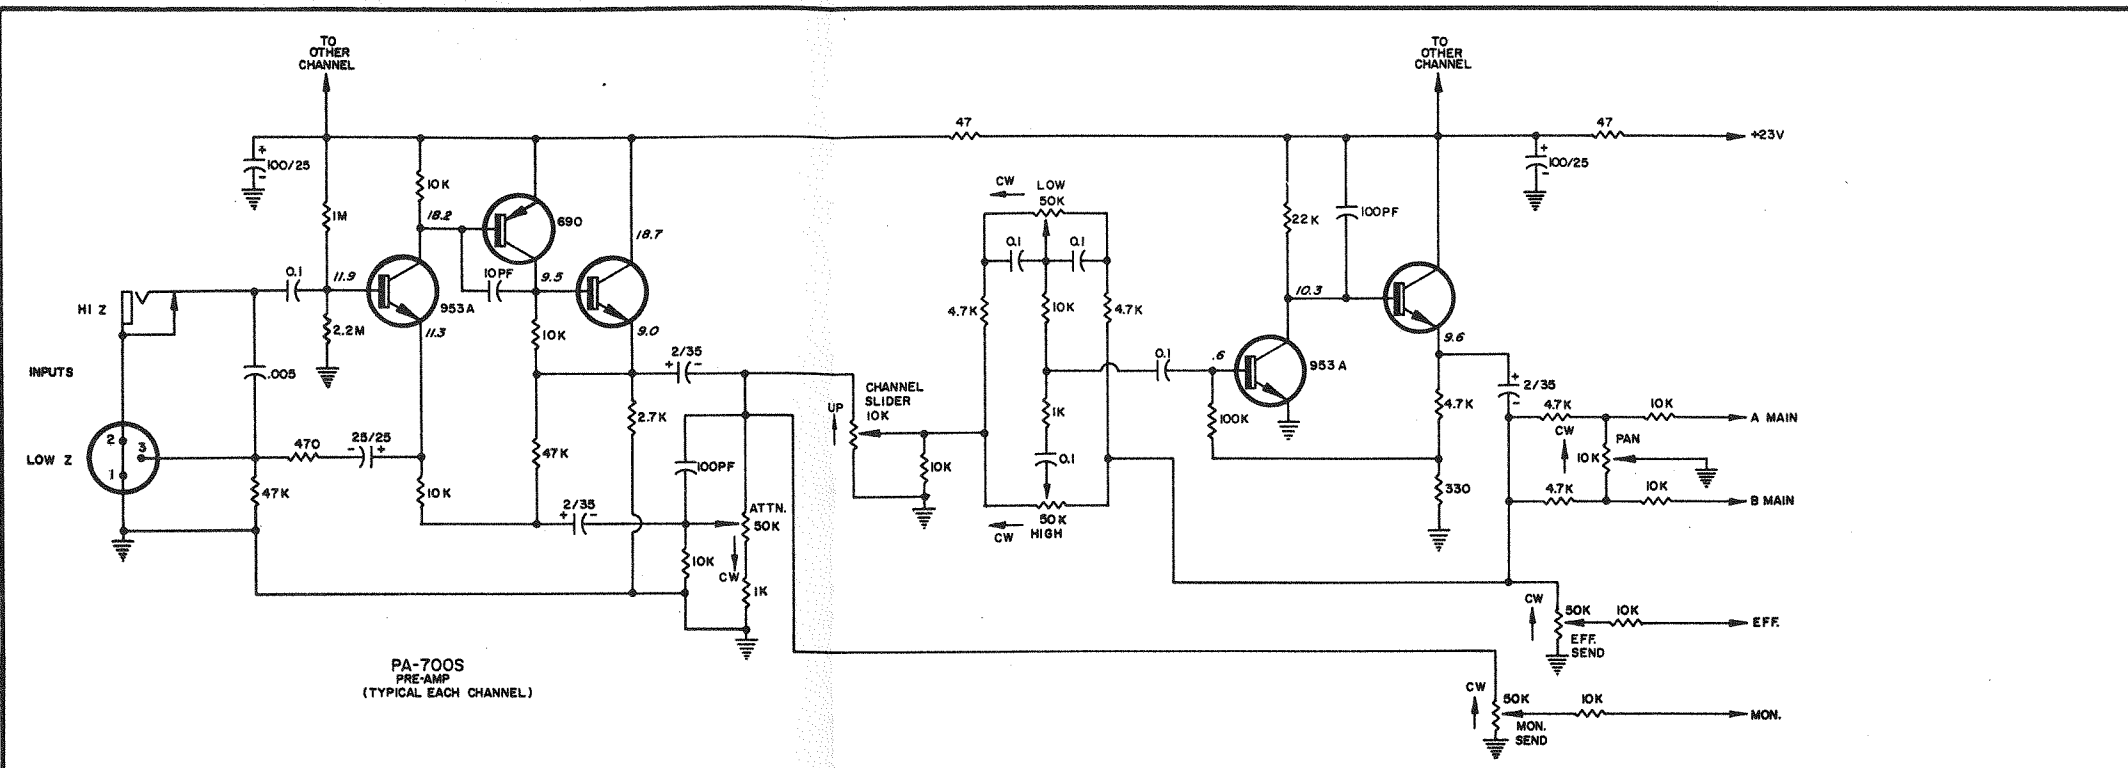 TO
OTHER
CHANNEL
TO
OTHER
CHANNEL
47
47
+23V
+
100/25
-
+
100/25
-
10K
CW
LOW
50K
1M
18.2
690
22K
100PF
18.7
0.1
0.1
0.1
11.9
10PF
9.5
10.3
HI Z
953A
4.7K
10K
4.7K
2.2M
11.3
10K
9.0
9.6
2/35
+ -
0.1
.6
953A
INPUTS
.005
CHANNEL
SLIDER
10K
UP
+
2/35
-
2.7K
1K
100K
4.7K
4.7K
10K
A MAIN
2
3
1
LOW Z
470
25/25
- +
CW
PAN
10K
47K
100PF
10K
0.1
47K
10K
330
4.7K
10K
B MAIN
2/35
+ -
ATTN.
50K
50K
HIGH
CW
10K
CW
1K
CW
50K
10K
EFF.
EFF.
SEND
PA-700S
PRE-AMP
(TYPICAL EACH CHANNEL)
CW
50K
10K
MON.
MON.
SEND